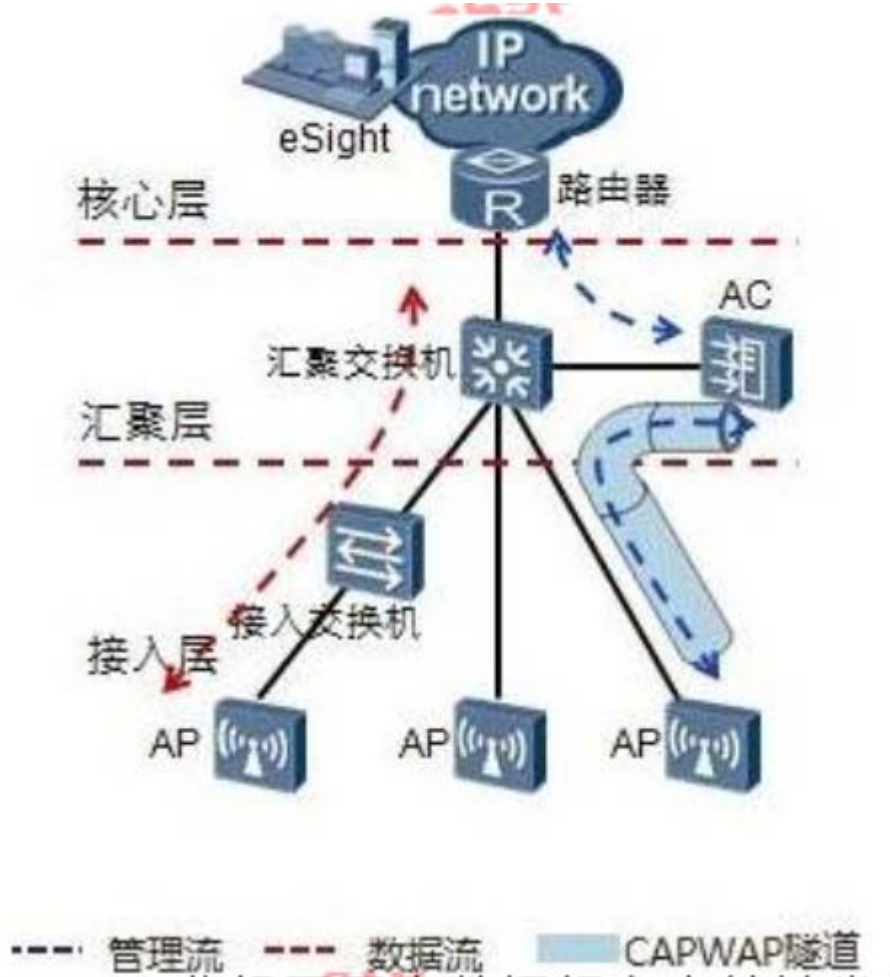 IP
network
eSight
R
路由器
核心层
AC
汇聚交换机
汇聚层
接入交换机
接入层
AP
AP
AP
管理流
数据流
CAPWAP隧道